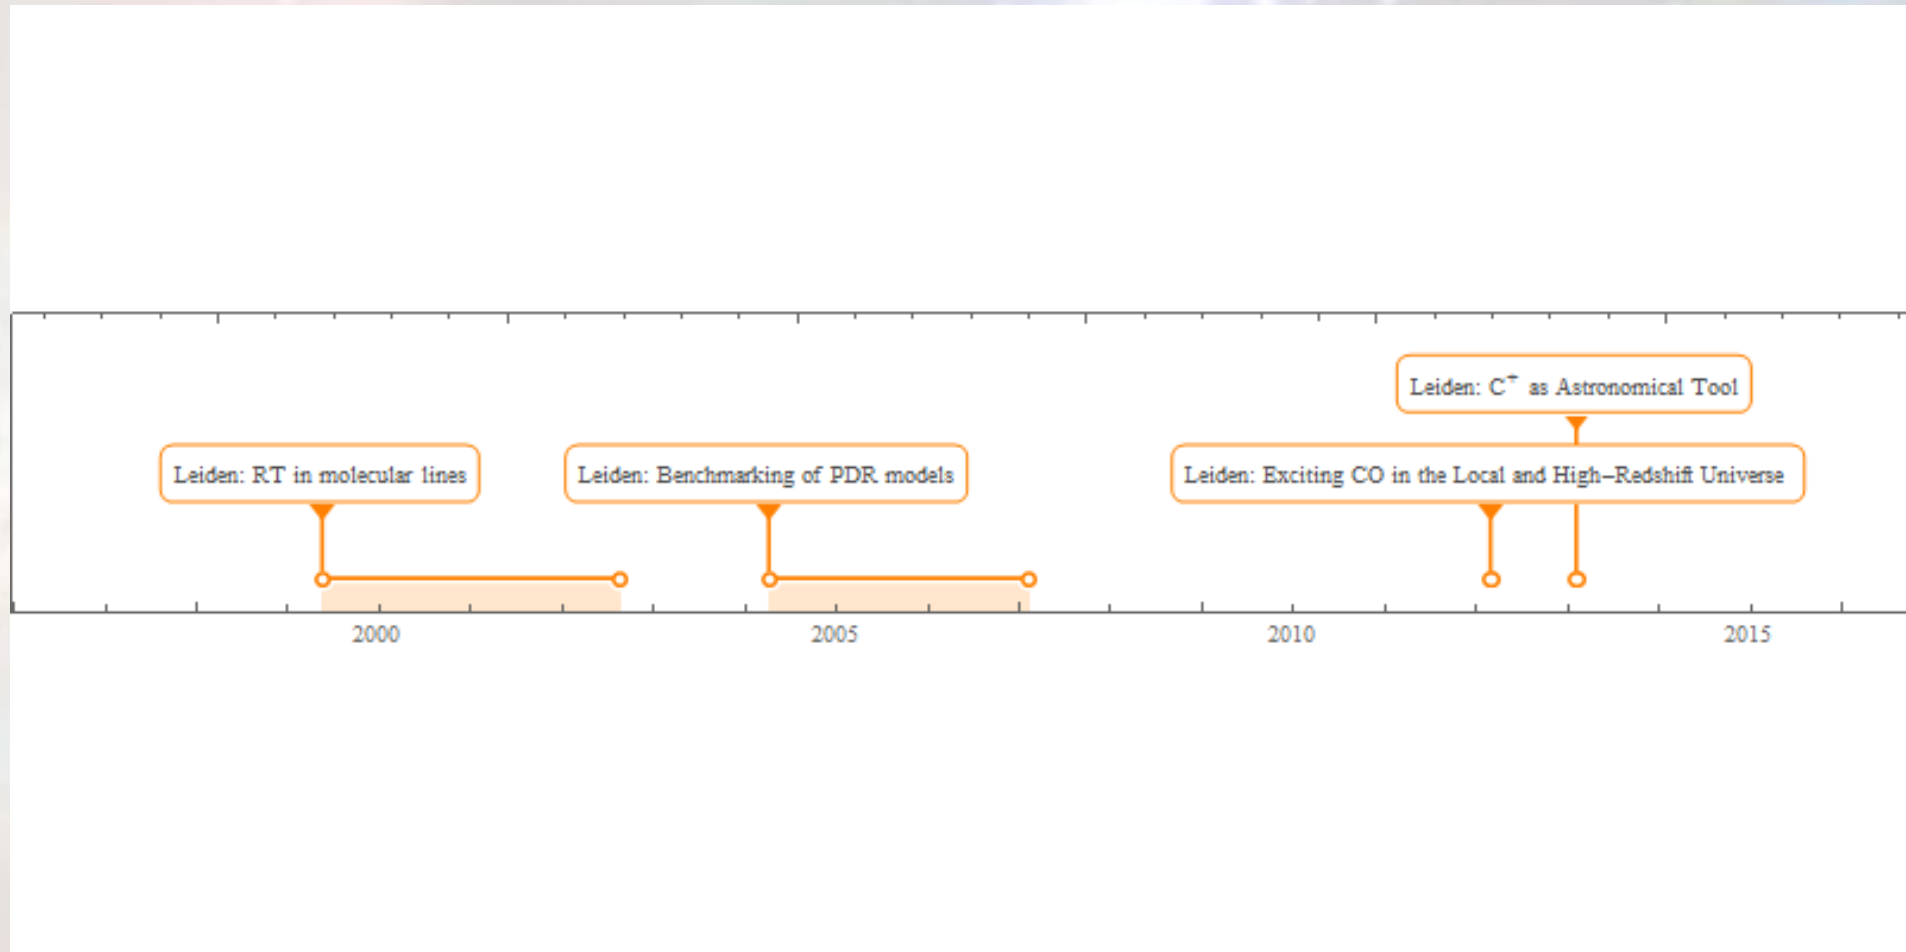 Leiden: C⁺ as Astronomical Tool
Leiden: RT in molecular lines
Leiden: Benchmarking of PDR models
Leiden: Exciting CO in the Local and High–Redshift Universe
2000
2005
2010
2015